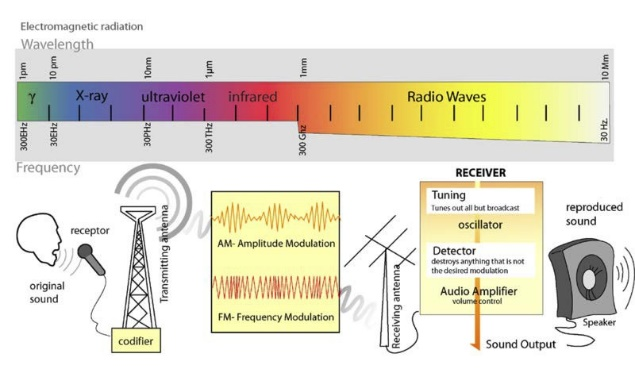 Electromagnetic radiation
Wavelength
1pm
10 pm
10nm
1μm
1mm
10 Mm
γ
X-ray
ultraviolet
infrared
Radio Waves
300EHz
30EHz
30PHz
300 THz
300 Ghz
30 Hz.
Frequency
original
sound
receptor
Transmitting antenna
codifier
AM- Amplitude Modulation
FM- Frequency Modulation
Receiving antenna
RECEIVER
Tuning
Tunes out all but broadcast
oscillator
Detector
destroys anything that is not
the desired modulation
Audio Amplifier
volume control
Sound Output
reproduced
sound
Speaker